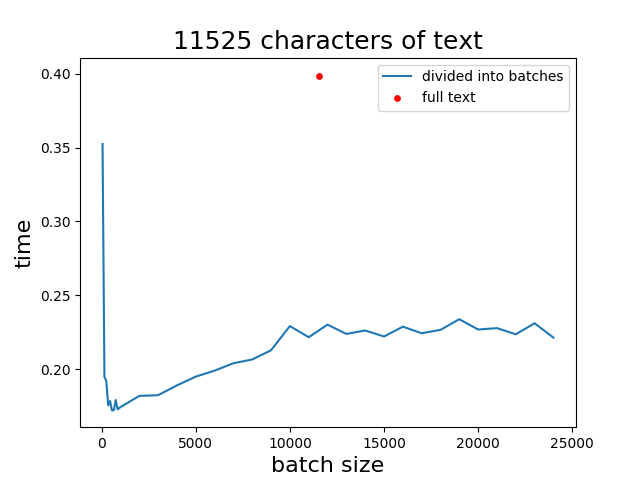 11525 characters of text
divided into batches
full text
0.40
0.35
0.30
0.25
0.20
time
0 5000 10000 15000 20000 25000
batch size